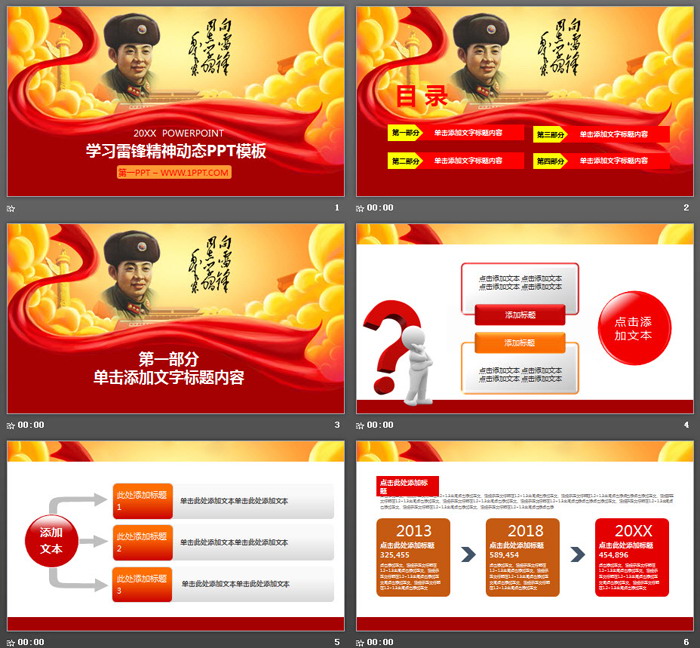 向雷锋
同志学习
毛泽东
20XX POWERPOINT
学习雷锋精神动态PPT模板
第一PPT – WWW.1PPT.COM
1
向雷锋
同志学习
毛泽东
目 录
第一部分 单击添加文字标题内容
第三部分 单击添加文字标题内容
第二部分 单击添加文字标题内容
第四部分 单击添加文字标题内容
00:00 2
向雷锋
同志学习
毛泽东
第一部分
单击添加文字标题内容
00:00 3
点击添加文本 点击添加文本
点击添加文本 点击添加文本
添加标题
添加标题
点击添加文本 点击添加文本
点击添加文本 点击添加文本
点击添
加文本
00:00 4
添加
文本
此处添加标题
1
单击此处添加文本单击此处添加文本
此处添加标题
2
单击此处添加文本单击此处添加文本
此处添加标题
3
单击此处添加文本单击此处添加文本
00:00 5
点击此处添加标
题
2013
点击此处添加标题
325,455
2018
点击此处添加标题
589,454
20XX
点击此处添加标题
454,896
00:00 6